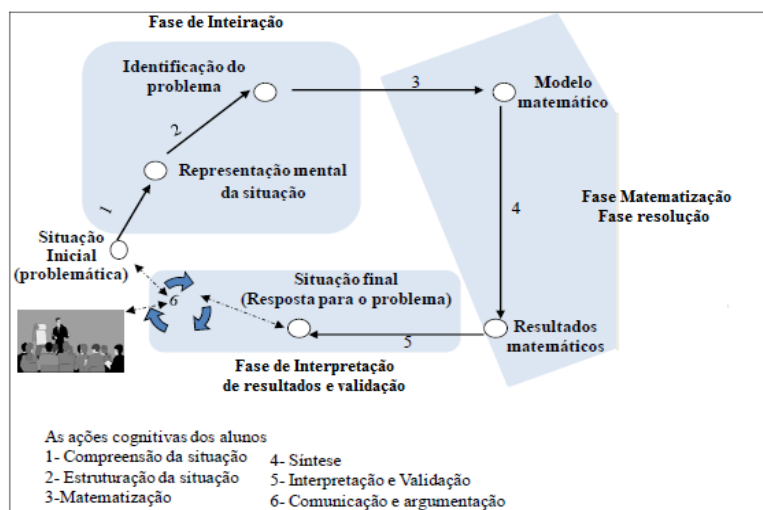 Fase de Inteiração
Identificação do
problema
3
Modelo
matemático
2
Representação mental
da situação
1
4
Fase Matematização
Fase resolução
Situação
Inicial
(problemática)
6
Situação final
(Resposta para o problema)
5
Resultados
matemáticos
Fase de Interpretação
de resultados e validação
As ações cognitivas dos alunos
1- Compreensão da situação
2- Estruturação da situação
3-Matematização
4- Síntese
5- Interpretação e Validação
6- Comunicação e argumentação